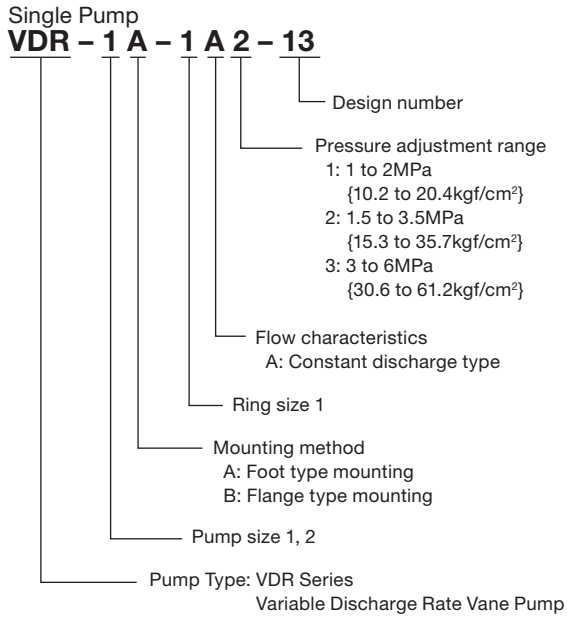 Single Pump
VDR – 1 A – 1 A 2 – 13
Design number
Pressure adjustment range
1: 1 to 2MPa
{10.2 to 20.4kgf/cm²}
2: 1.5 to 3.5MPa
{15.3 to 35.7kgf/cm²}
3: 3 to 6MPa
{30.6 to 61.2kgf/cm²}
Flow characteristics
A: Constant discharge type
Ring size 1
Mounting method
A: Foot type mounting
B: Flange type mounting
Pump size 1, 2
Pump Type: VDR Series
Variable Discharge Rate Vane Pump